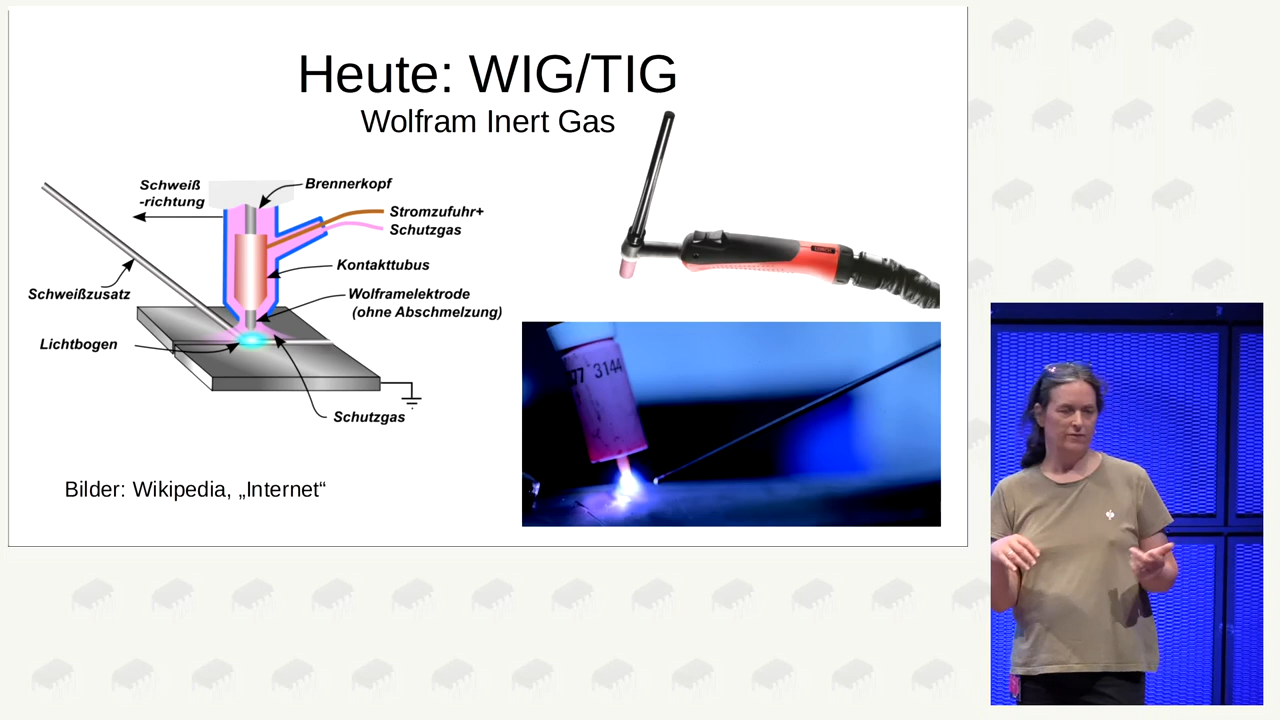 Heute: WIG/TIG
Wolfram Inert Gas
Schweiß
-richtung
Brennerkopf
Stromzufuhr+
Schutzgas
Kontakttubus
Schweißzusatz
Wolframelektrode
(ohne Abschmelzung)
Lichtbogen
Schutzgas
3144
Bilder: Wikipedia, „Internet“